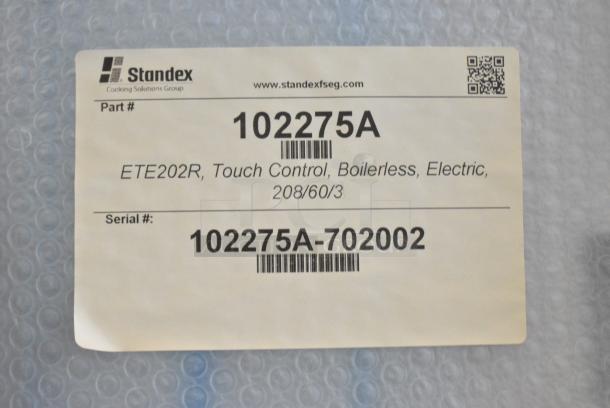 Standex
Cooking Solutions Group
www.standexfseg.com
Part #
102275A
ETE202R, Touch Control, Boilerless, Electric,
208/60/3
Serial #:
102275A-702002